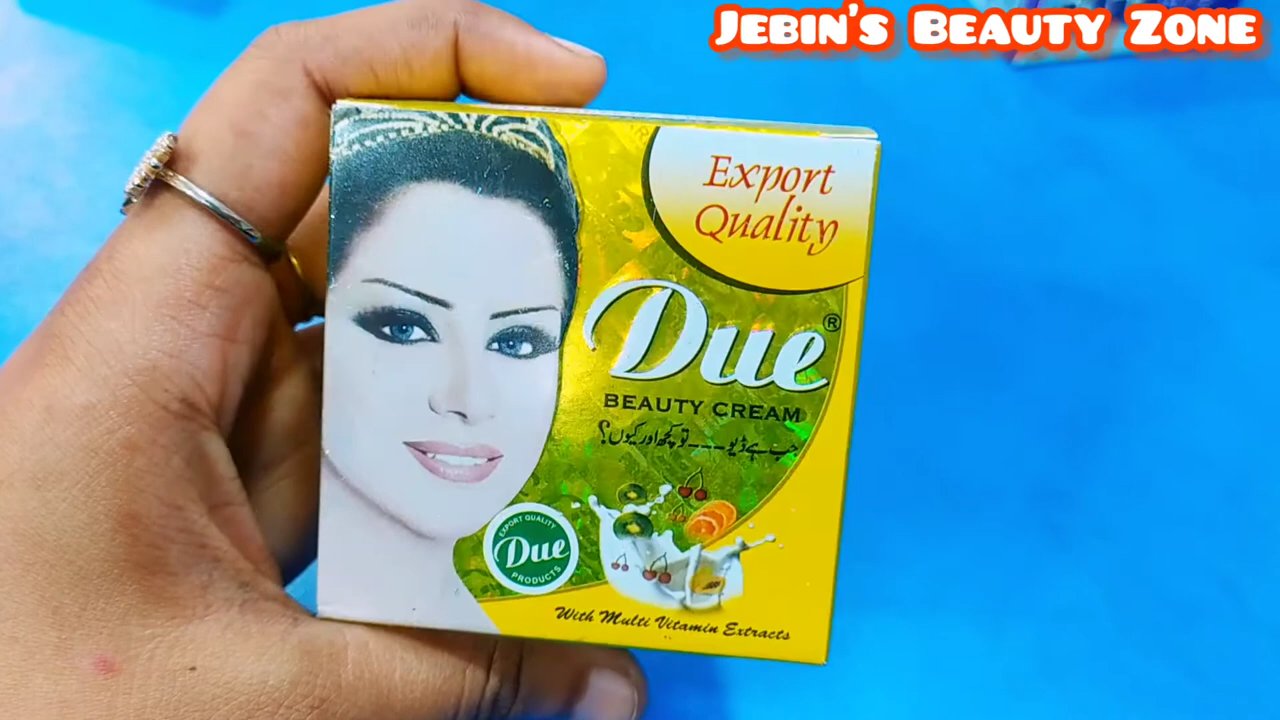 JEBIN'S BEAUTY ZONE
Export
Quality
Due®
BEAUTY CREAM
جب ہے ڈیو---تو کچھ اور کیوں؟
EXPORT QUALITY
Due
PRODUCTS
With Multi Vitamin Extracts